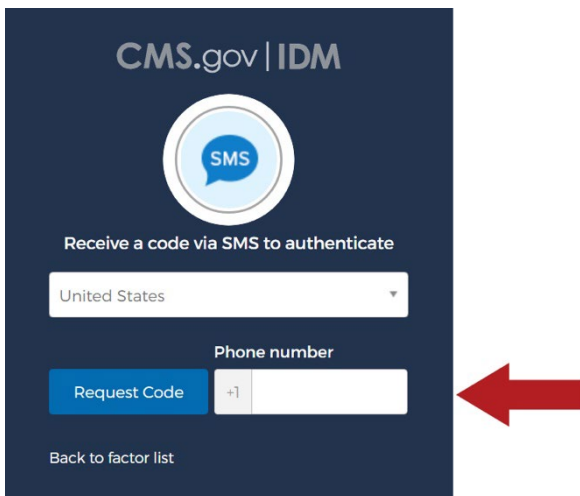 CMS.gov | IDM
SMS
Receive a code via SMS to authenticate
United States
Phone number
Request Code +1
Back to factor list